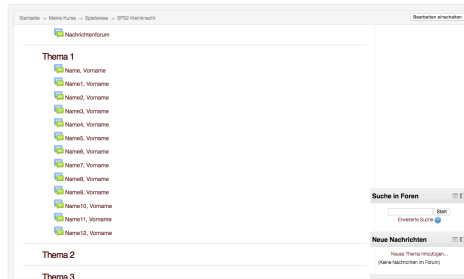 Startseite → Meine Kurse → Spielwiese → SPS2 Kleinknecht
Bearbeiten einschalten
Nachrichtenforum
Thema 1
Name, Vorname
Name1, Vorname
Name2, Vorname
Name3, Vorname
Name4, Vorname
Name5, Vorname
Name6, Vorname
Name7, Vorname
Name8, Vorname
Name9, Vorname
Name10, Vorname
Name11, Vorname
Name12, Vorname
Thema 2
Thema 3
Suche in Foren
Start
Erweiterte Suche
Neue Nachrichten
Neues Thema hinzufügen...
(Keine Nachrichten im Forum)